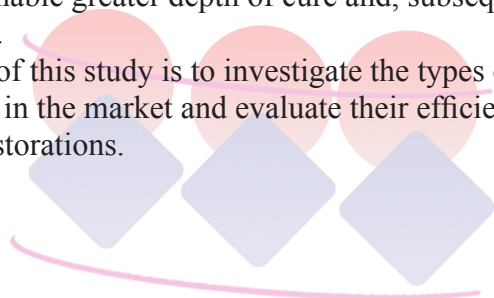 nable greater depth of cure and, subseq
of this study is to investigate the types
in the market and evaluate their efficie
storations.